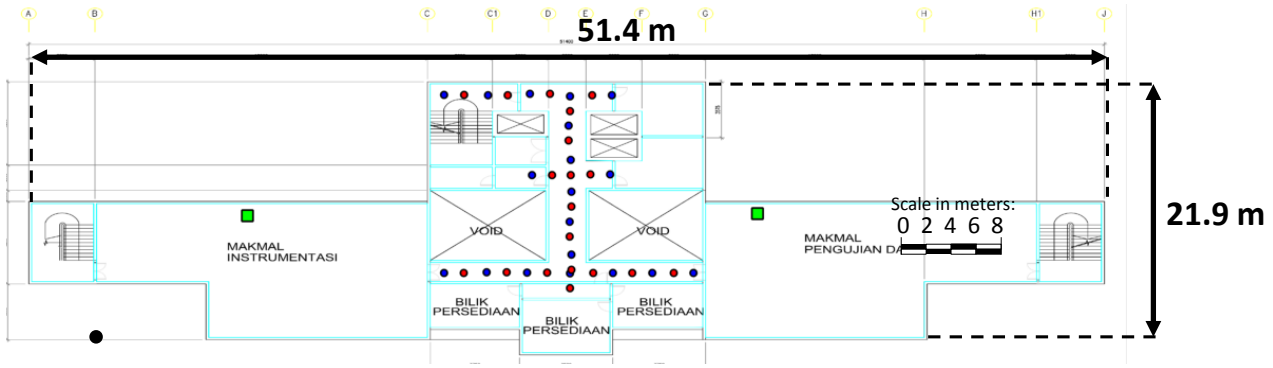 A B C C1 D E F G H H1 J
51.4 m
Scale in meters:
0 2 4 6 8
21.9 m
VOID
VOID
MAKMAL
INSTRUMENTASI
MAKMAL
PENGUJIAN DA
BILIK
PERSEDIAAN
BILIK
PERSEDIAAN
BILIK
PERSEDIAAN